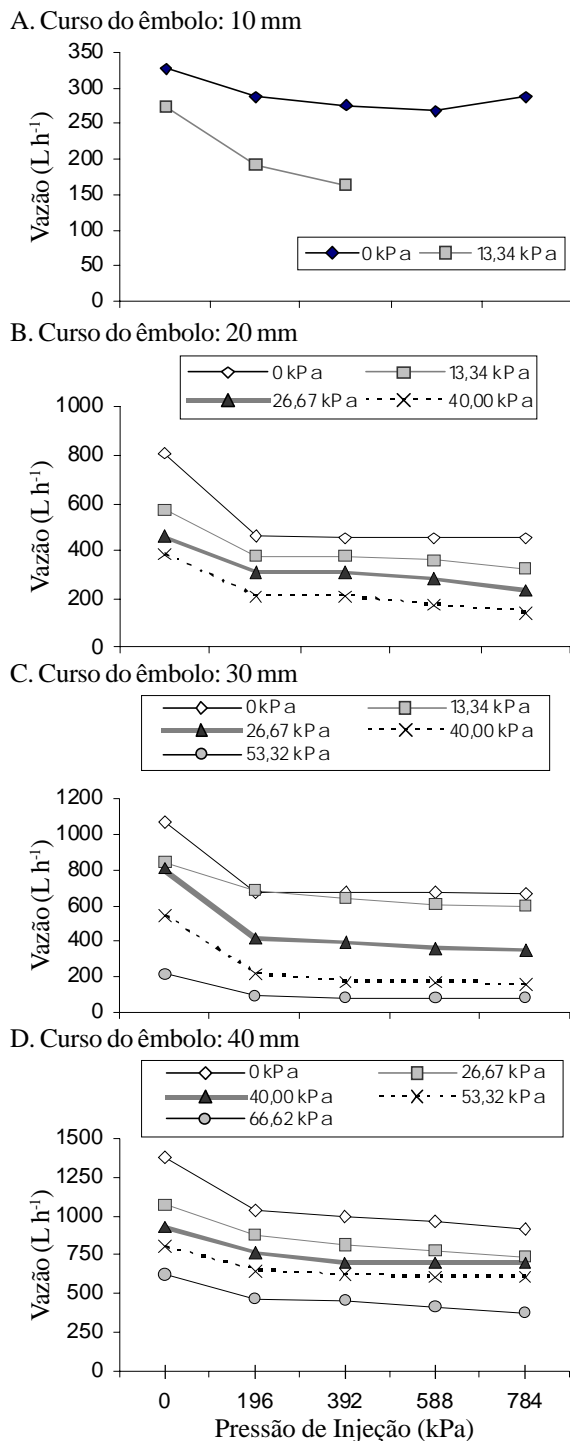 A. Curso do êmbolo: 10 mm
350
300
250
200
150
100
50
0
Vazão (L h-1)
0 kPa 13,34 kPa
B. Curso do êmbolo: 20 mm
0 kPa 13,34 kPa
26,67 kPa 40,00 kPa
1000
800
600
400
200
0
Vazão (L h-1)
C. Curso do êmbolo: 30 mm
0 kPa 13,34 kPa
26,67 kPa 40,00 kPa
53,32 kPa
1200
1000
800
600
400
200
0
Vazão (L h-1)
D. Curso do êmbolo: 40 mm
0 kPa 26,67 kPa
40,00 kPa 53,32 kPa
66,62 kPa
1500
1250
1000
750
500
250
0
Vazão (L h-1)
0 196 392 588 784
Pressão de Injeção (kPa)